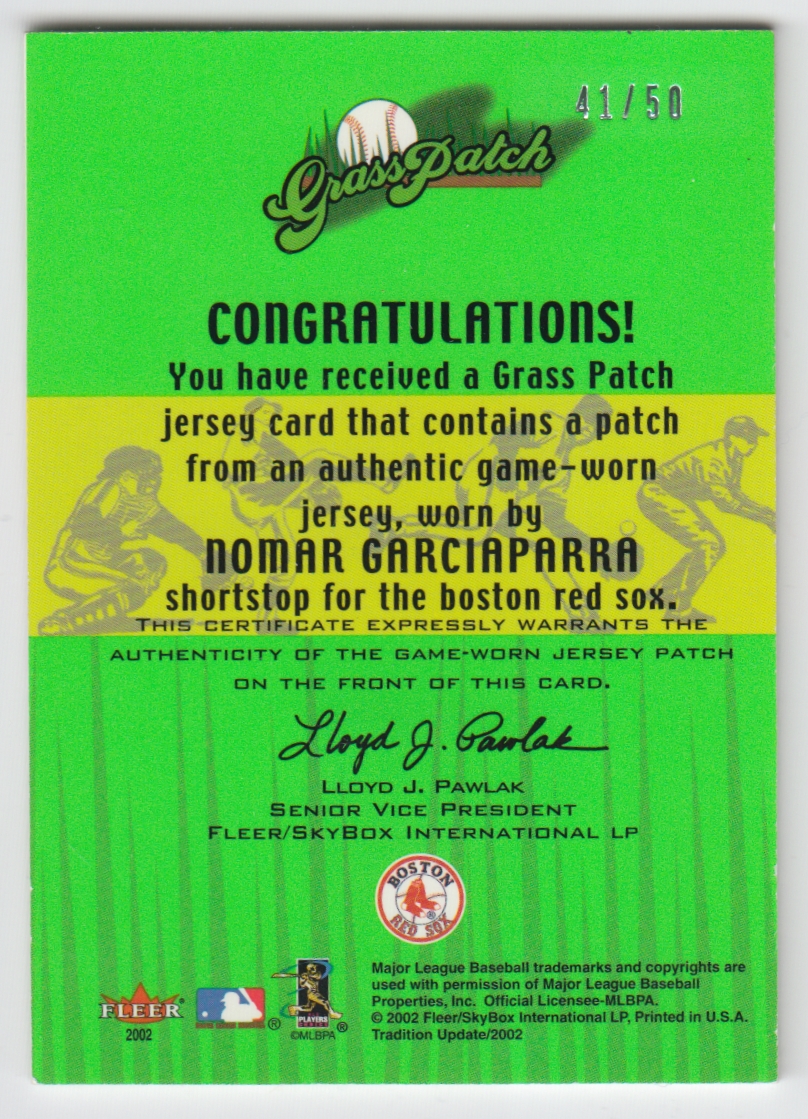 41/50
Grass Patch
CONGRATULATIONS!
You have received a Grass Patch
jersey card that contains a patch
from an authentic game-worn
jersey, worn by
NOMAR GARCIAPARRA
shortstop for the boston red sox.
THIS CERTIFICATE EXPRESSLY WARRANTS THE
AUTHENTICITY OF THE GAME-WORN JERSEY PATCH
ON THE FRONT OF THIS CARD.
Lloyd J. Pawlak
LLOYD J. PAWLAK
SENIOR VICE PRESIDENT
FLEER/SKYBOX INTERNATIONAL LP
BOSTON
RED SOX
®
Major League Baseball trademarks and copyrights are
used with permission of Major League Baseball
Properties, Inc. Official Licensee-MLBPA.
© 2002 Fleer/SkyBox International LP, Printed in U.S.A.
Tradition Update/2002
FLEER
2002
®
PLAYERS
®
©MLBPA